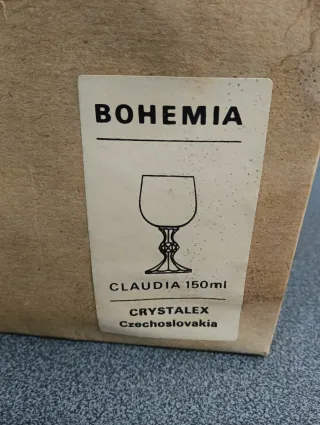 BOHEMIA
CLAUDIA 150ml
CRYSTALEX
Czechoslovakia